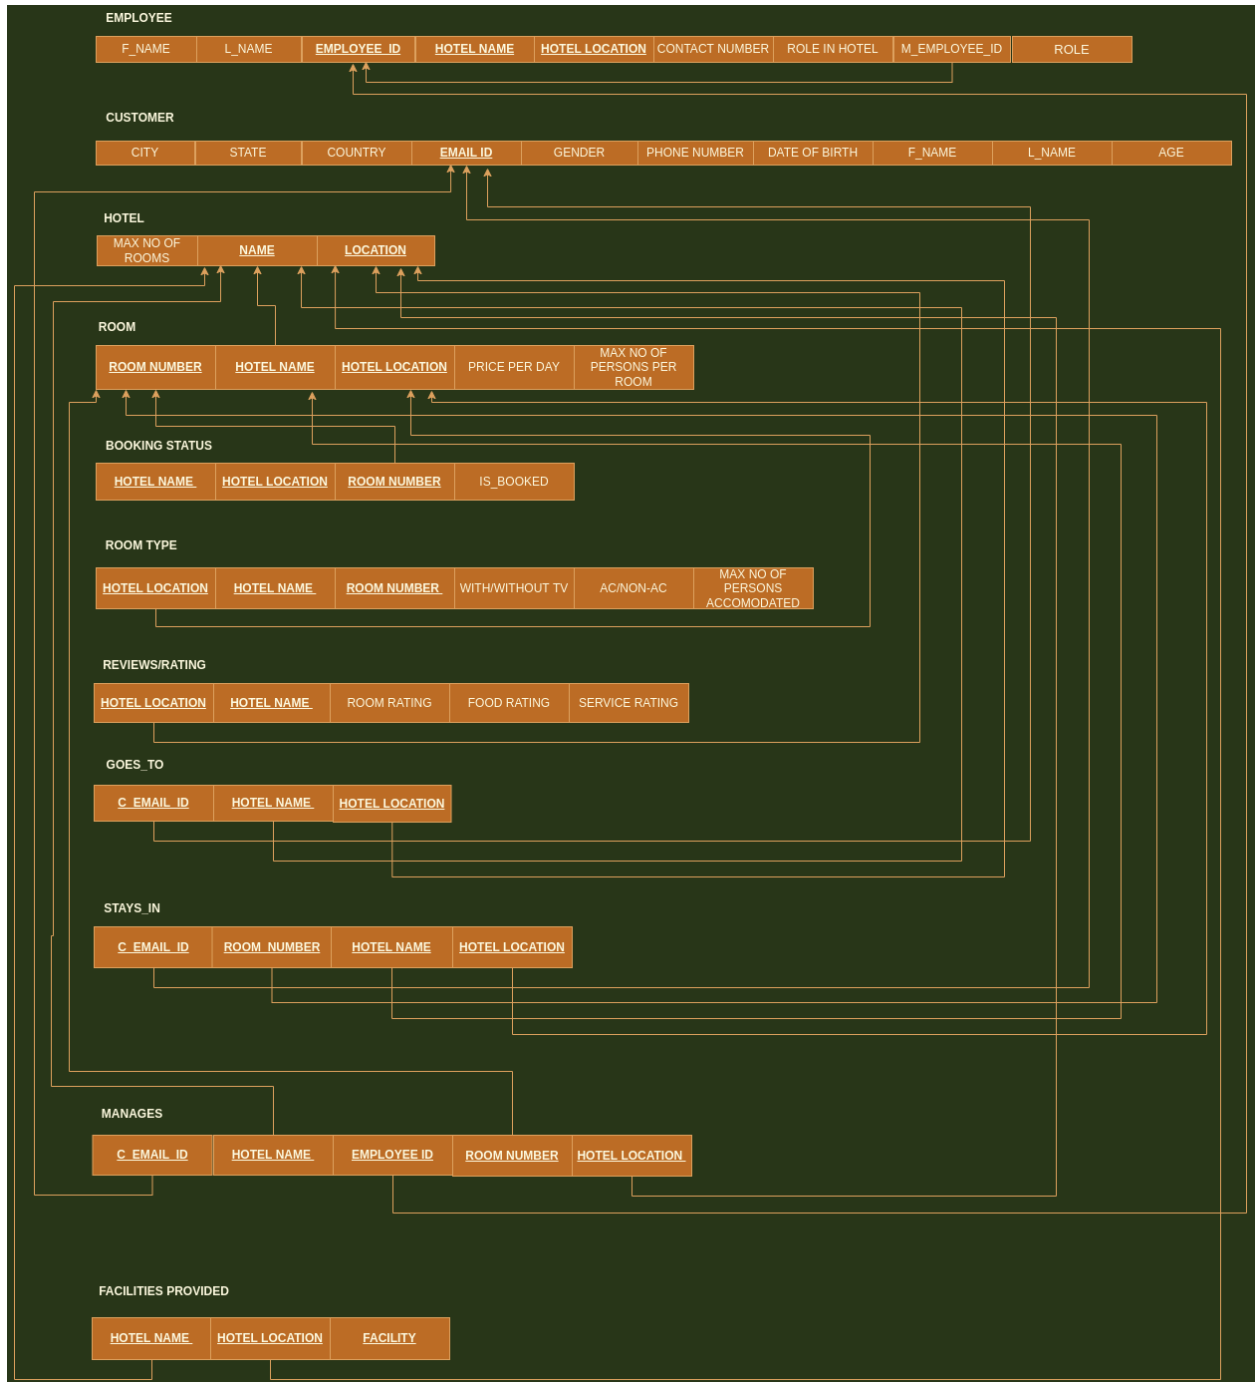 EMPLOYEE
F_NAME L_NAME EMPLOYEE_ID HOTEL NAME HOTEL LOCATION CONTACT NUMBER ROLE IN HOTEL M_EMPLOYEE_ID ROLE
CUSTOMER
CITY STATE COUNTRY EMAIL ID GENDER PHONE NUMBER DATE OF BIRTH F_NAME L_NAME AGE
HOTEL
MAX NO OF
ROOMS
NAME LOCATION
ROOM
ROOM NUMBER HOTEL NAME HOTEL LOCATION PRICE PER DAY
MAX NO OF
PERSONS PER
ROOM
BOOKING STATUS
HOTEL NAME HOTEL LOCATION ROOM NUMBER IS_BOOKED
ROOM TYPE
HOTEL LOCATION HOTEL NAME ROOM NUMBER WITH/WITHOUT TV AC/NON-AC
MAX NO OF
PERSONS
ACCOMODATED
REVIEWS/RATING
HOTEL LOCATION HOTEL NAME ROOM RATING FOOD RATING SERVICE RATING
GOES_TO
C_EMAIL_ID HOTEL NAME HOTEL LOCATION
STAYS_IN
C_EMAIL_ID ROOM_NUMBER HOTEL NAME HOTEL LOCATION
MANAGES
C_EMAIL_ID HOTEL NAME EMPLOYEE ID ROOM NUMBER HOTEL LOCATION
FACILITIES PROVIDED
HOTEL NAME HOTEL LOCATION FACILITY